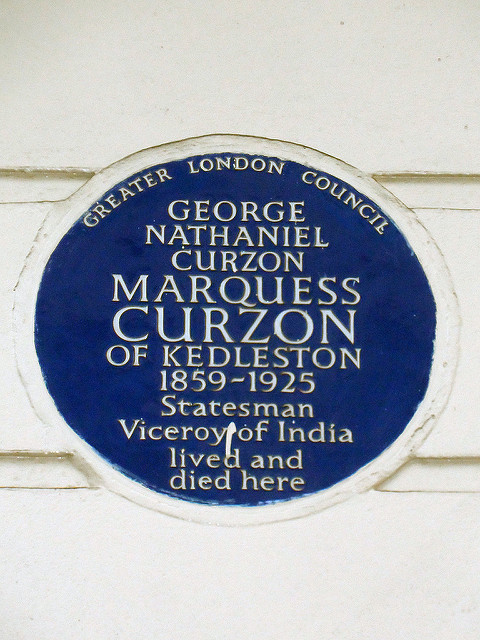 GREATER LONDON COUNCIL
GEORGE
NATHANIEL
CURZON
MARQUESS
CURZON
OF KEDLESTON
1859-1925
Statesman
Viceroy of India
lived and
died here